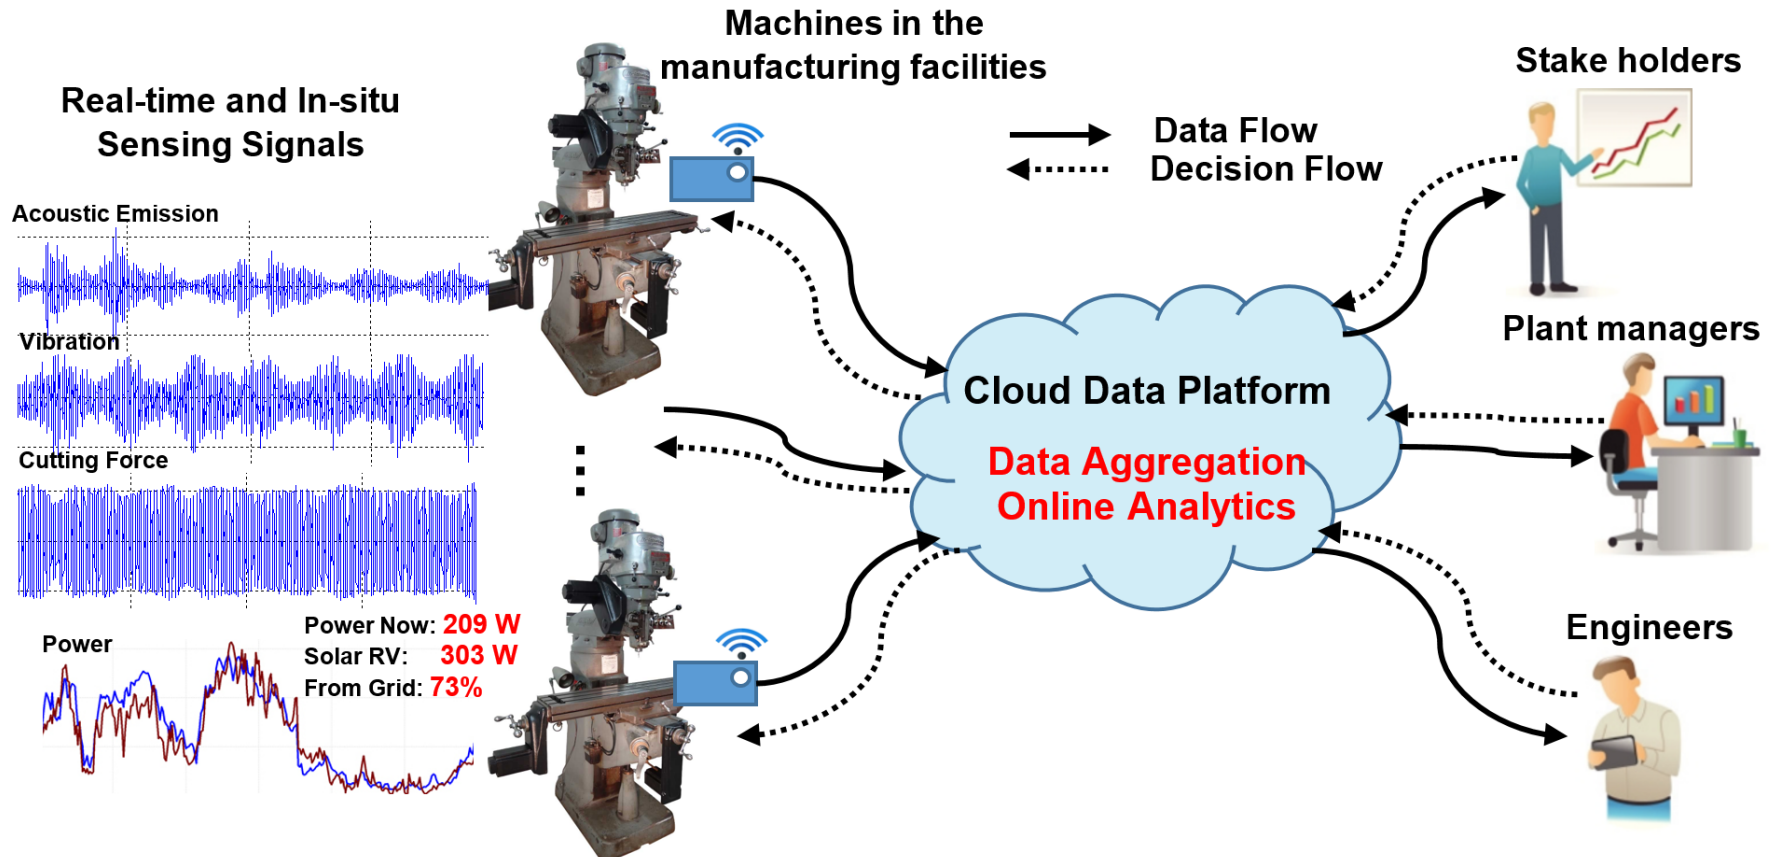 Machines in the
manufacturing facilities
Real-time and In-situ
Sensing Signals
Acoustic Emission
Vibration
Cutting Force
Power
Power Now: 209 W
Solar RV: 303 W
From Grid: 73%
Data Flow
Decision Flow
Cloud Data Platform
Data Aggregation
Online Analytics
Stake holders
Plant managers
Engineers